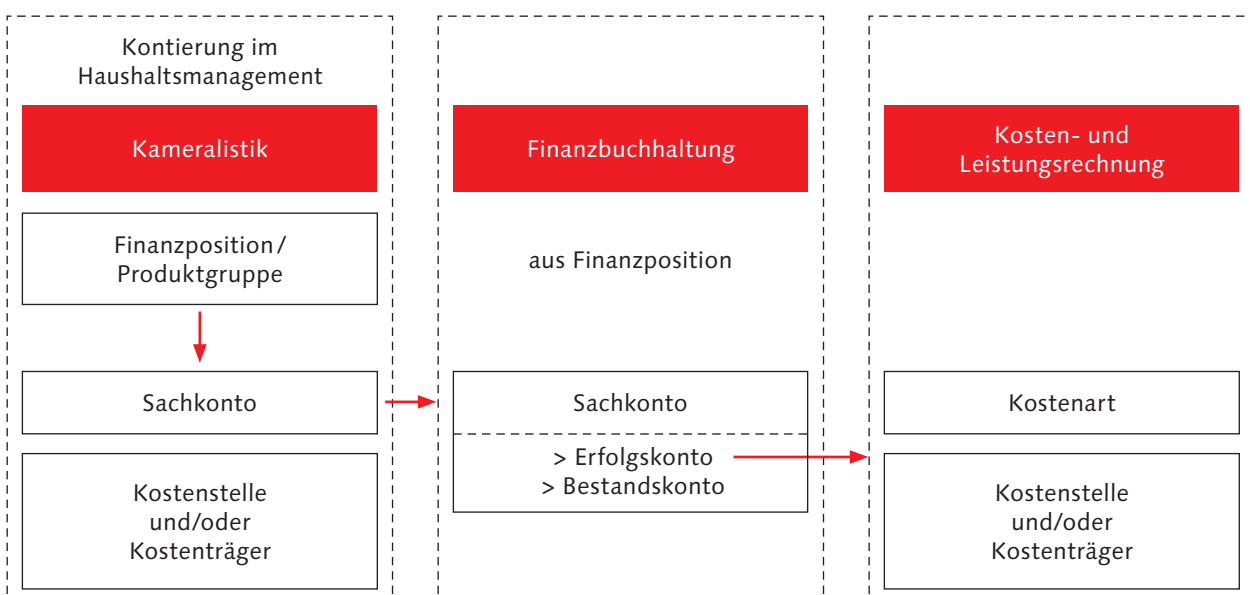 Kontierung im
Haushaltsmanagement
Kameralistik
Finanzposition/
Produktgruppe
Sachkonto
Kostenstelle
und/oder
Kostenträger
Finanzbuchhaltung
aus Finanzposition
Sachkonto
> Erfolgskonto
> Bestandskonto
Kosten- und
Leistungsrechnung
Kostenart
Kostenstelle
und/oder
Kostenträger